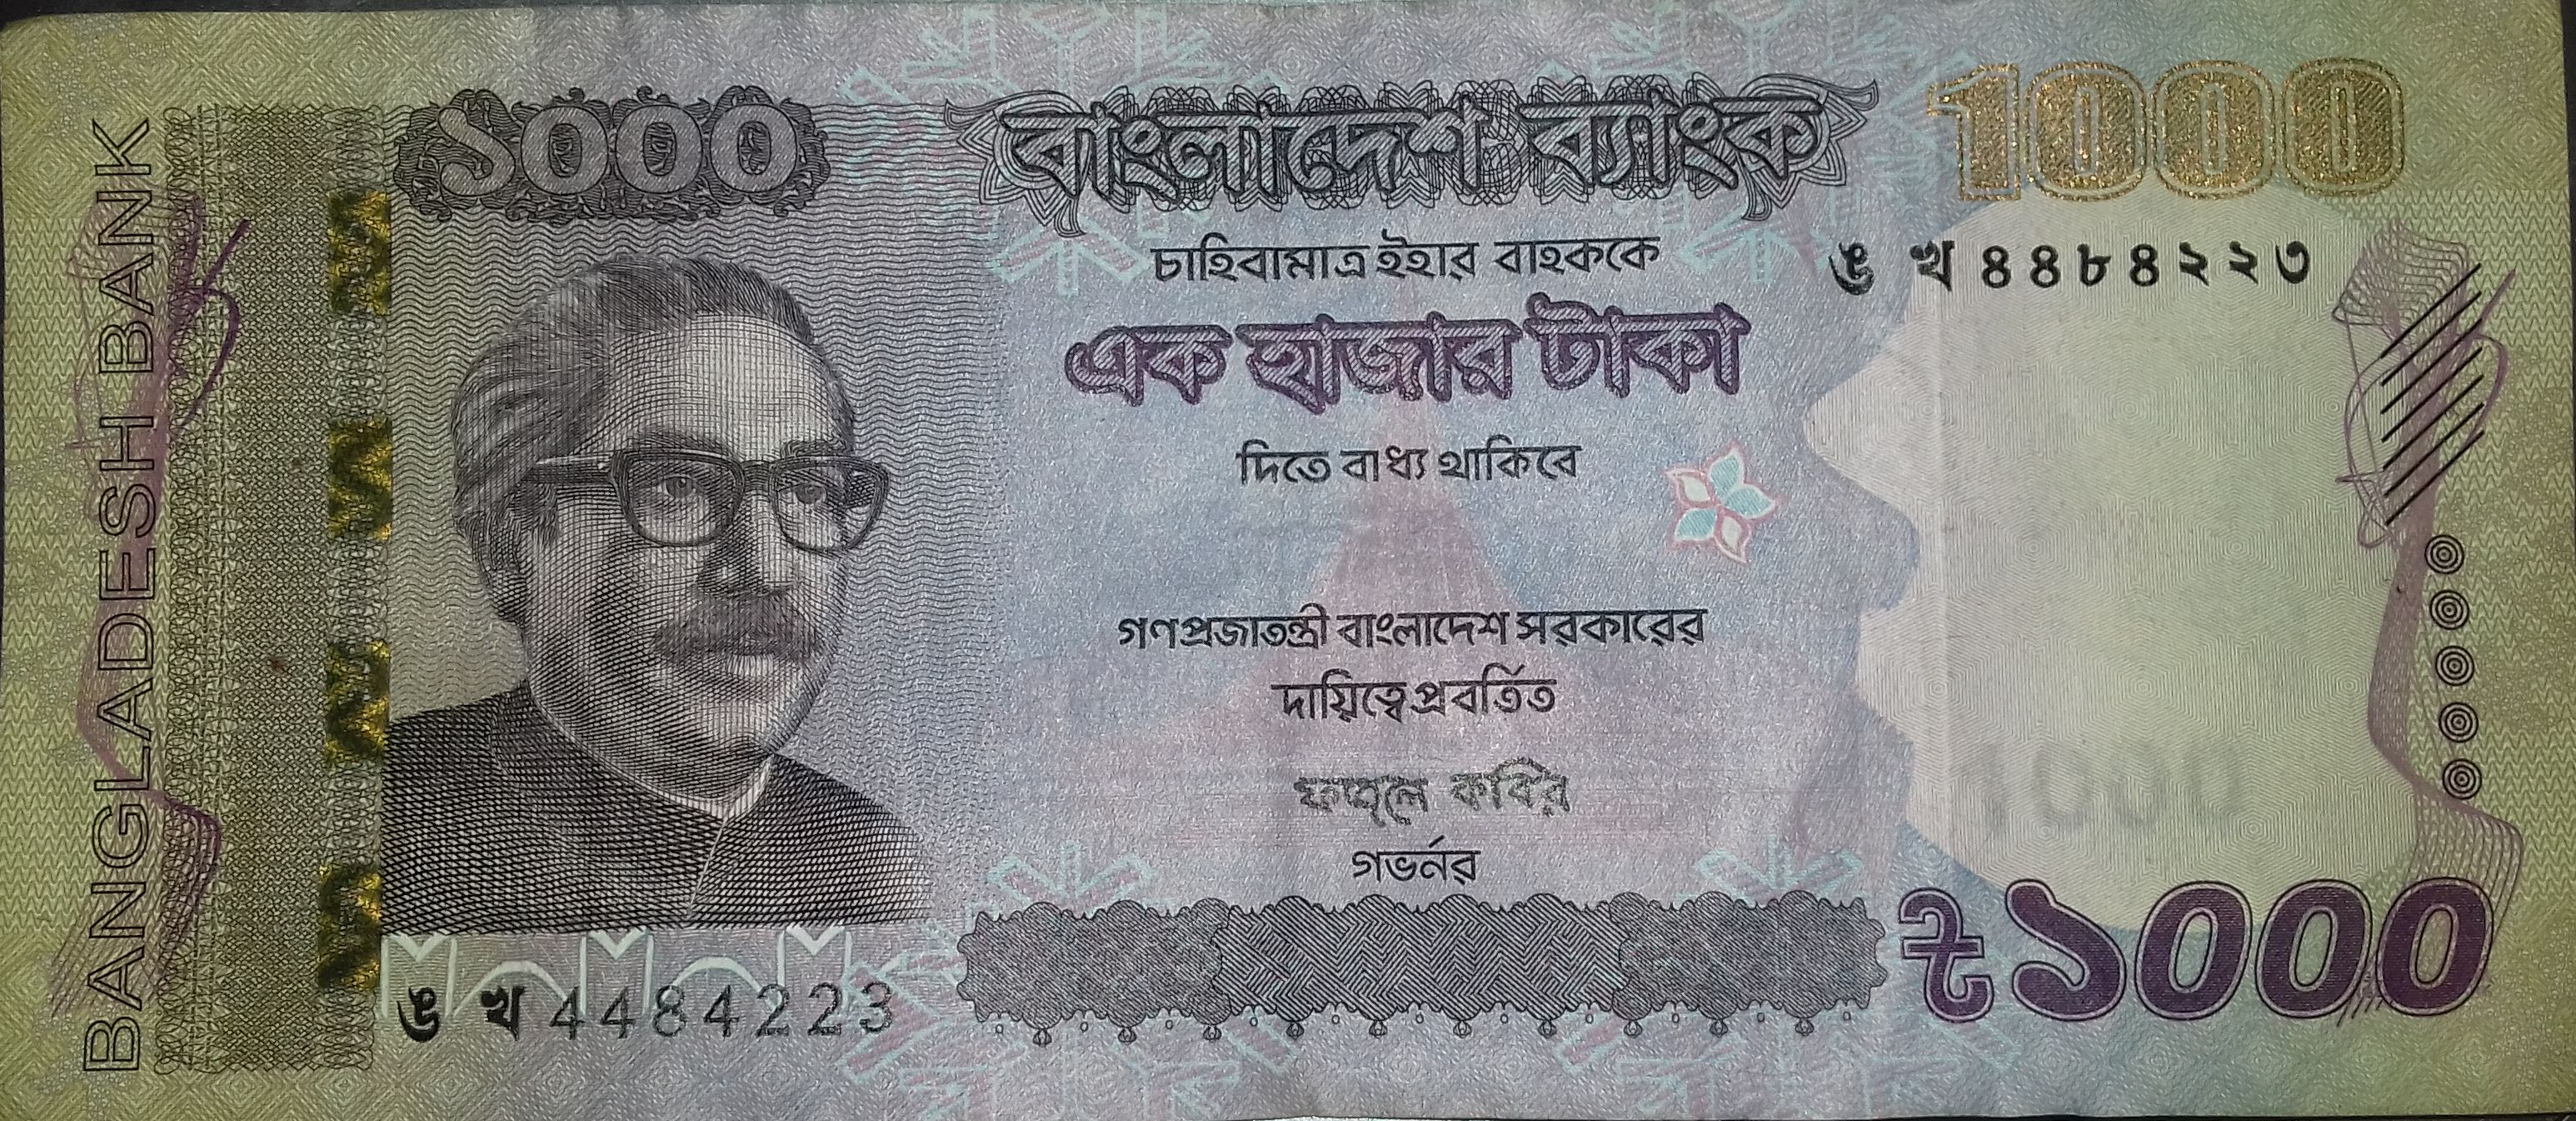 BANGLADESH BANK
১০০০
বাংলাদেশ ব্যাংক
1000
চাহিবামাত্র ইহার বাহককে
ঙ খ ৪৪৮৪২২৩
এক হাজার টাকা
দিতে বাধ্য থাকিবে
গণপ্রজাতন্ত্রী বাংলাদেশ সরকারের
দায়িত্বে প্রবর্তিত
ফজলে কবির
গভর্নর
ঙ খ 4484223
৳১০০০